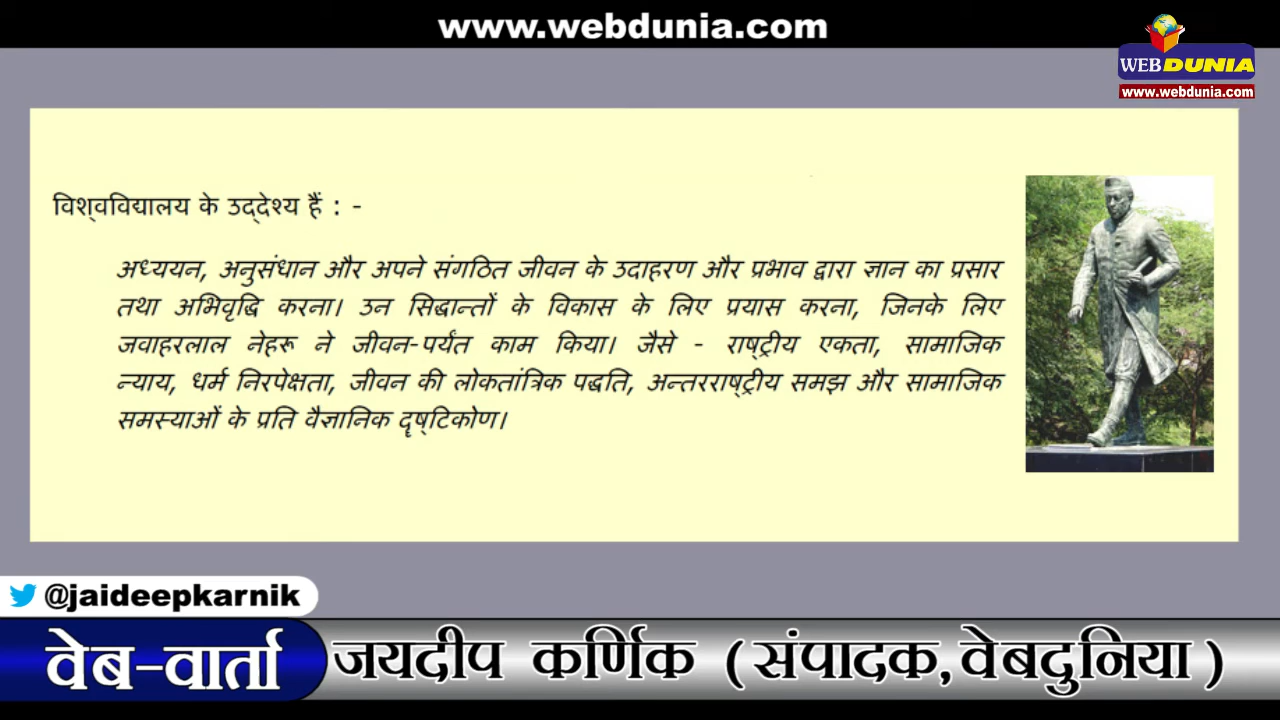 www.webdunia.com
WEBDUNIA
www.webdunia.com
विश्‍वविद्यालय के उद्‌देश्य हैं : -
अध्ययन, अनुसंधान और अपने संगठित जीवन के उदाहरण और प्रभाव द्वारा ज्ञान का प्रसार
तथा अभिवृद्धि करना। उन सिद्धान्तों के विकास के लिए प्रयास करना, जिनके लिए
जवाहरलाल नेहरू ने जीवन-पर्यंत काम किया। जैसे - राष्‍ट्रीय एकता, सामाजिक
न्याय, धर्म निरपेक्षता, जीवन की लोकतांत्रिक पद्धति, अन्तरराष्‍ट्रीय समझ और सामाजिक
समस्याओं के प्रति वैज्ञानिक दृष्‍टिकोण।
@jaideepkarnik
वेब-वार्ता
जयदीप कर्णिक (संपादक,वेबदुनिया)